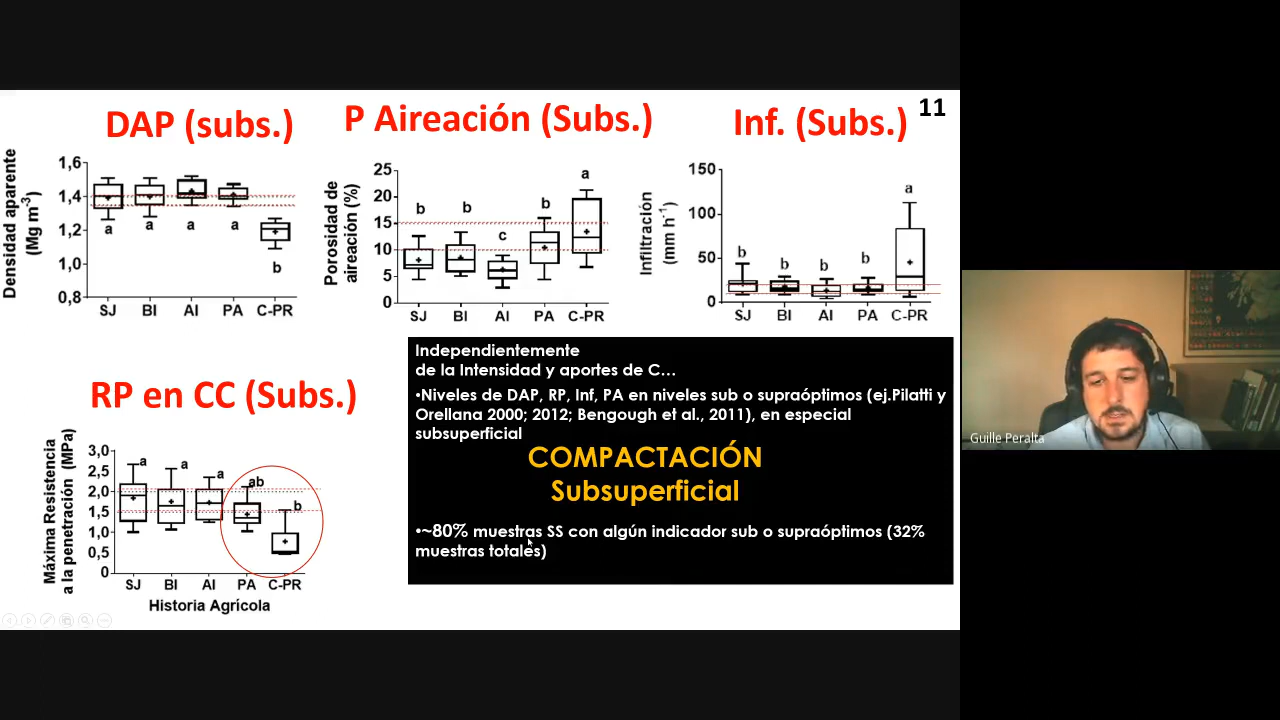 DAP (subs.)
P Aireación (Subs.)
Inf. (Subs.)
11
Densidad aparente
(Mg m-3)
1,6
1,4
1,2
1,0
0,8
a
a
a
a
b
SJ BI AI PA C-PR
Porosidad de
aireación (%)
25
20
15
10
5
0
b
b
c
b
a
SJ BI AI PA C-PR
Infiltración
(mm h-1)
150
100
50
0
b
b
b
b
a
SJ BI AI PA C-PR
RP en CC (Subs.)
Máxima Resistencia
a la penetración (MPa)
3,0
2,5
2,0
1,5
1,0
0,5
0
a
a
a
ab
b
SJ BI AI PA C-PR
Historia Agrícola
Independientemente
de la Intensidad y aportes de C...
•Niveles de DAP, RP, Inf, PA en niveles sub o supraóptimos (ej.Pilatti y
Orellana 2000; 2012; Bengough et al., 2011), en especial
subsuperficial
COMPACTACIÓN
Subsuperficial
•~80% muestras SS con algún indicador sub o supraóptimos (32%
muestras totales)
Guille Peralta